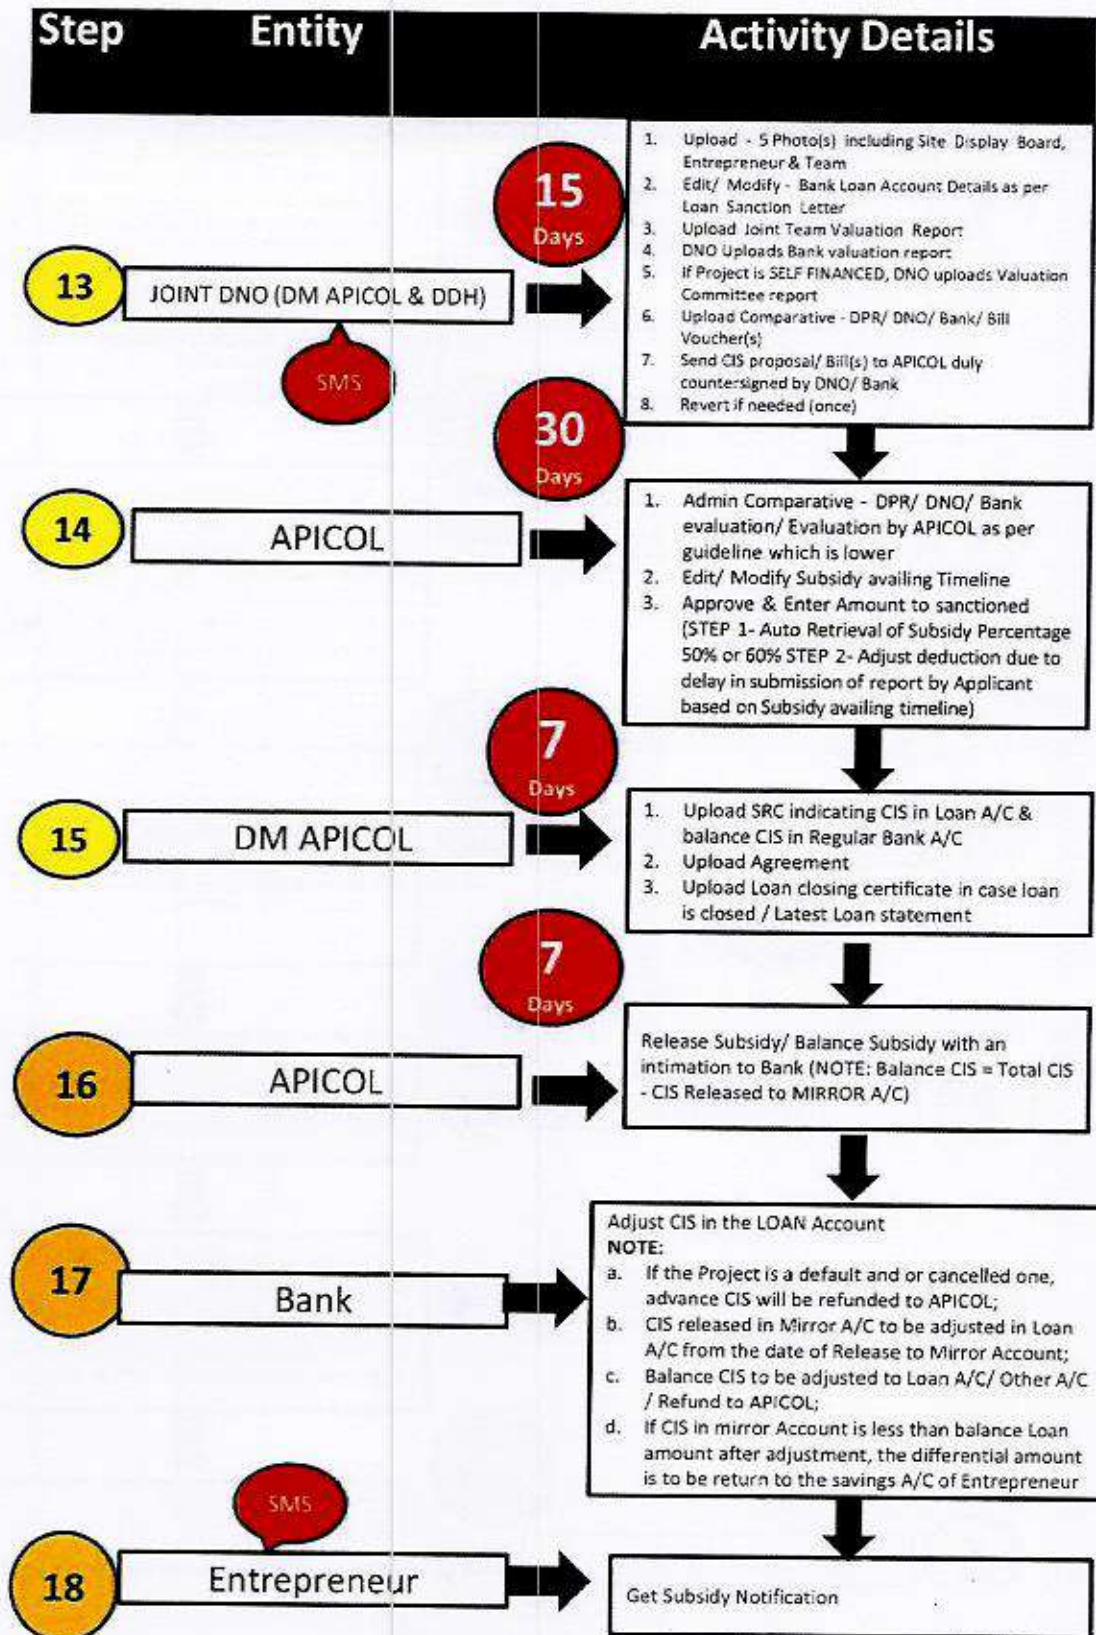 Step Entity Activity Details
15
Days
13
JOINT DNO (DM APICOL & DDH)
SMS
1. Upload - 5 Photo(s) including Site Display Board,
Entrepreneur & Team
2. Edit/ Modify - Bank Loan Account Details as per
Loan Sanction Letter
3. Upload Joint Team Valuation Report
4. DNO Uploads Bank valuation report
5. If Project is SELF FINANCED, DNO uploads Valuation
Committee report
6. Upload Comparative - DPR/ DNO/ Bank/ Bill
Voucher(s)
7. Send CIS proposal/ Bill(s) to APICOL duly
countersigned by DNO/ Bank
8. Revert if needed (once)
30
Days
14
APICOL
1. Admin Comparative - DPR/ DNO/ Bank
evaluation/ Evaluation by APICOL as per
guideline which is lower
2. Edit/ Modify Subsidy availing Timeline
3. Approve & Enter Amount to sanctioned
(STEP 1- Auto Retrieval of Subsidy Percentage
50% or 60% STEP 2- Adjust deduction due to
delay in submission of report by Applicant
based on Subsidy availing timeline)
7
Days
15
DM APICOL
1. Upload SRC indicating CIS in Loan A/C &
balance CIS in Regular Bank A/C
2. Upload Agreement
3. Upload Loan closing certificate in case loan
is closed / Latest Loan statement
7
Days
16
APICOL
Release Subsidy/ Balance Subsidy with an
intimation to Bank (NOTE: Balance CIS = Total CIS
- CIS Released to MIRROR A/C)
17
Bank
Adjust CIS in the LOAN Account
NOTE:
a. If the Project is a default and or cancelled one,
advance CIS will be refunded to APICOL;
b. CIS released in Mirror A/C to be adjusted in Loan
A/C from the date of Release to Mirror Account;
c. Balance CIS to be adjusted to Loan A/C/ Other A/C
/ Refund to APICOL;
d. If CIS in mirror Account is less than balance Loan
amount after adjustment, the differential amount
is to be return to the savings A/C of Entrepreneur
SMS
18
Entrepreneur
Get Subsidy Notification